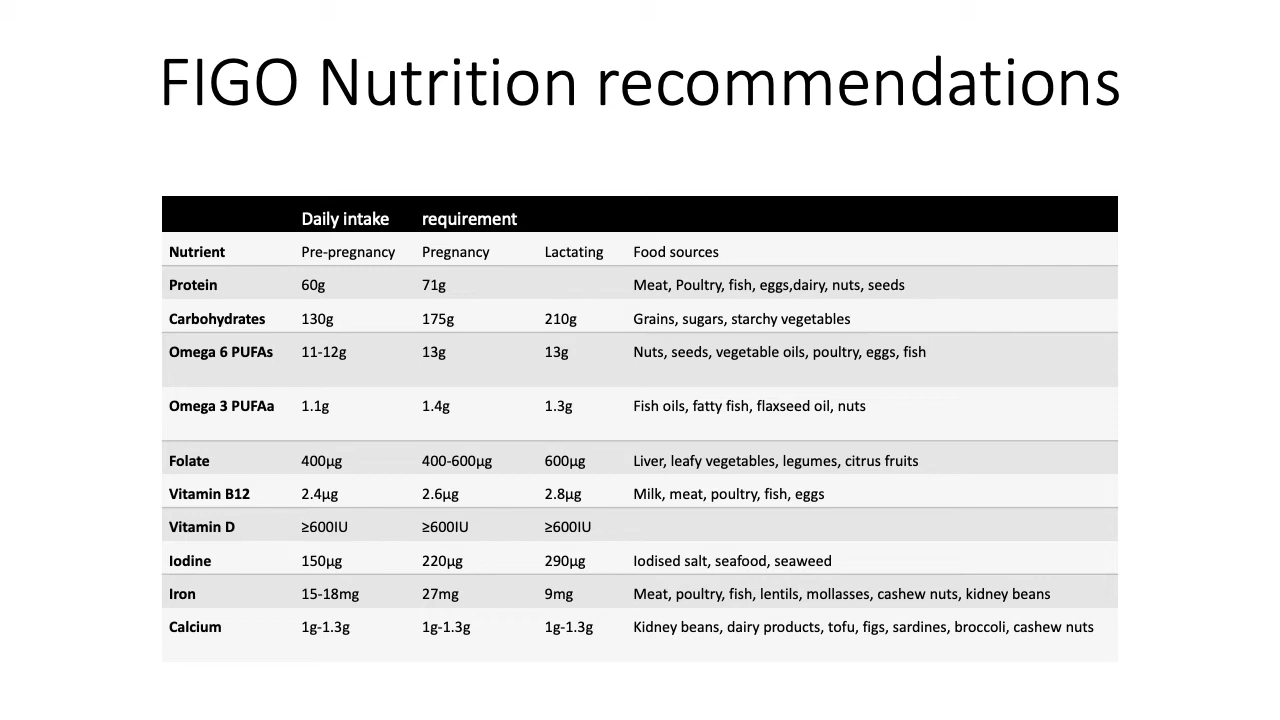 FIGO Nutrition recommendations
Daily intake requirement
Nutrient Pre-pregnancy Pregnancy Lactating Food sources
Protein 60g 71g Meat, Poultry, fish, eggs,dairy, nuts, seeds
Carbohydrates 130g 175g 210g Grains, sugars, starchy vegetables
Omega 6 PUFAs 11-12g 13g 13g Nuts, seeds, vegetable oils, poultry, eggs, fish
Omega 3 PUFAa 1.1g 1.4g 1.3g Fish oils, fatty fish, flaxseed oil, nuts
Folate 400µg 400-600µg 600µg Liver, leafy vegetables, legumes, citrus fruits
Vitamin B12 2.4µg 2.6µg 2.8µg Milk, meat, poultry, fish, eggs
Vitamin D ≥600IU ≥600IU ≥600IU
Iodine 150µg 220µg 290µg Iodised salt, seafood, seaweed
Iron 15-18mg 27mg 9mg Meat, poultry, fish, lentils, mollasses, cashew nuts, kidney beans
Calcium 1g-1.3g 1g-1.3g 1g-1.3g Kidney beans, dairy products, tofu, figs, sardines, broccoli, cashew nuts